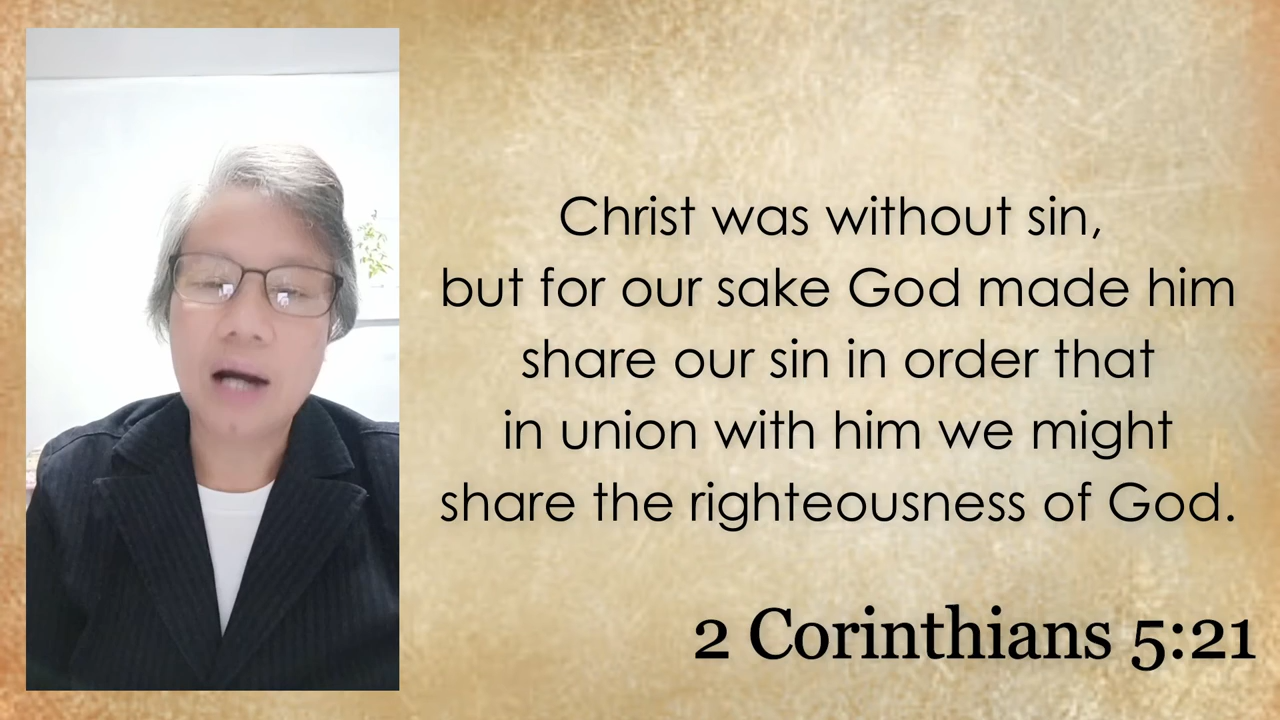 Christ was without sin,
but for our sake God made him
share our sin in order that
in union with him we might
share the righteousness of God.
2 Corinthians 5:21